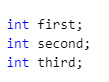 int first;
int second;
int third;